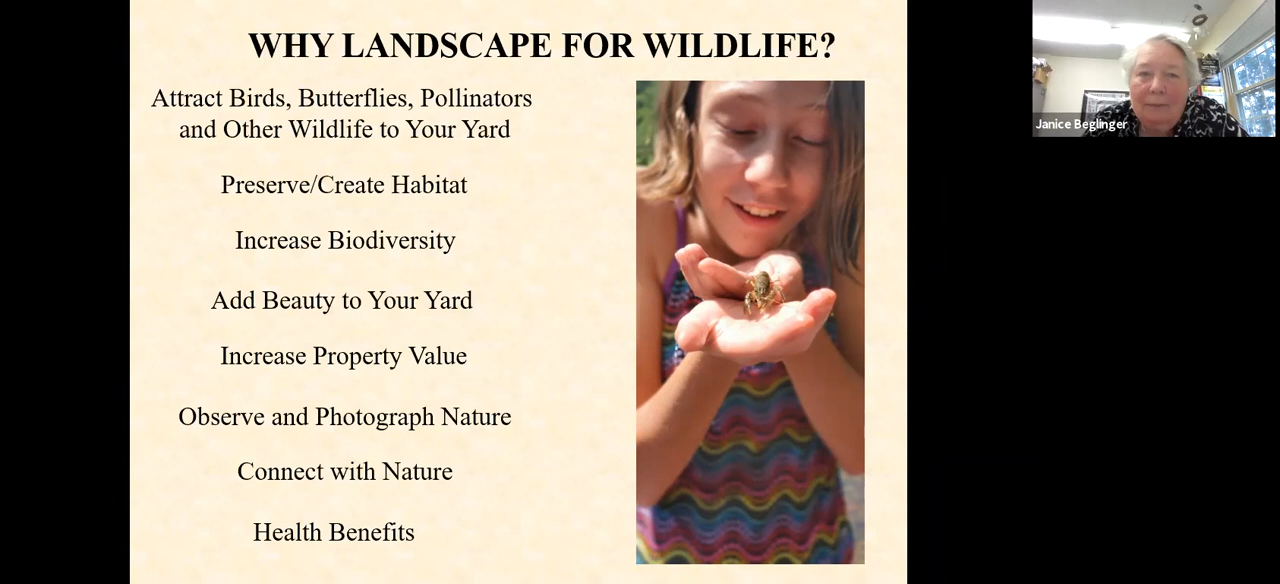 WHY LANDSCAPE FOR WILDLIFE?
Attract Birds, Butterflies, Pollinators
and Other Wildlife to Your Yard
Preserve/Create Habitat
Increase Biodiversity
Add Beauty to Your Yard
Increase Property Value
Observe and Photograph Nature
Connect with Nature
Health Benefits
Janice Beglinger